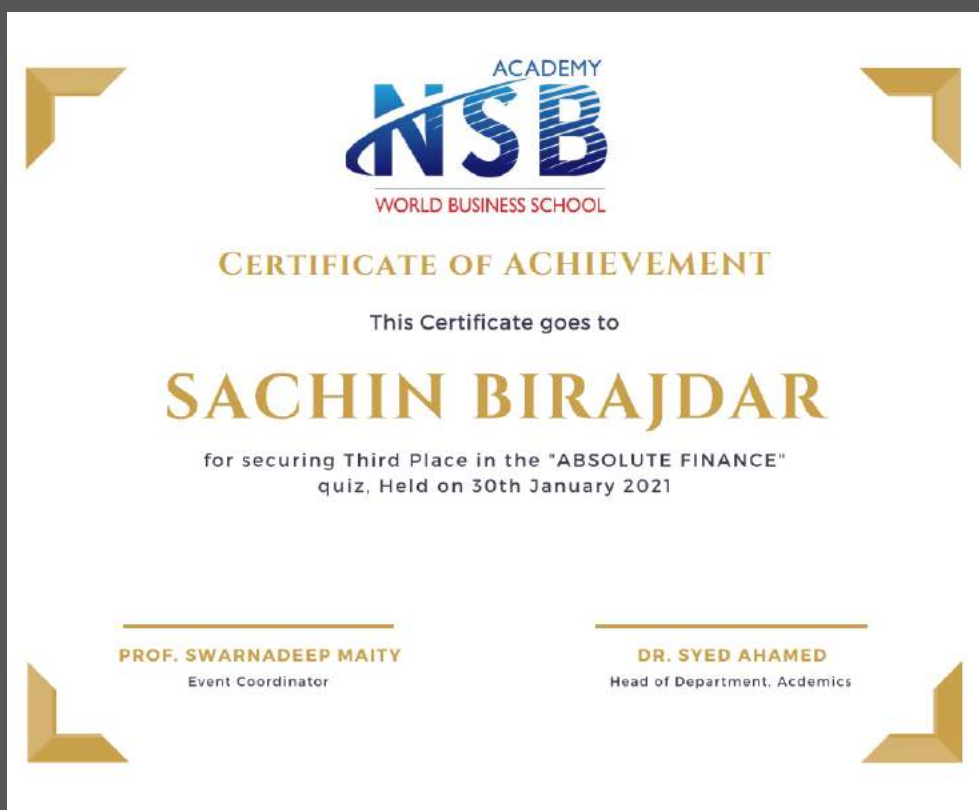 ACADEMY
NSB
WORLD BUSINESS SCHOOL
CERTIFICATE OF ACHIEVEMENT
This Certificate goes to
SACHIN BIRAJDAR
for securing Third Place in the "ABSOLUTE FINANCE"
quiz, Held on 30th January 2021
PROF. SWARNADEEP MAITY
Event Coordinator
DR. SYED AHAMED
Head of Department, Acdemics